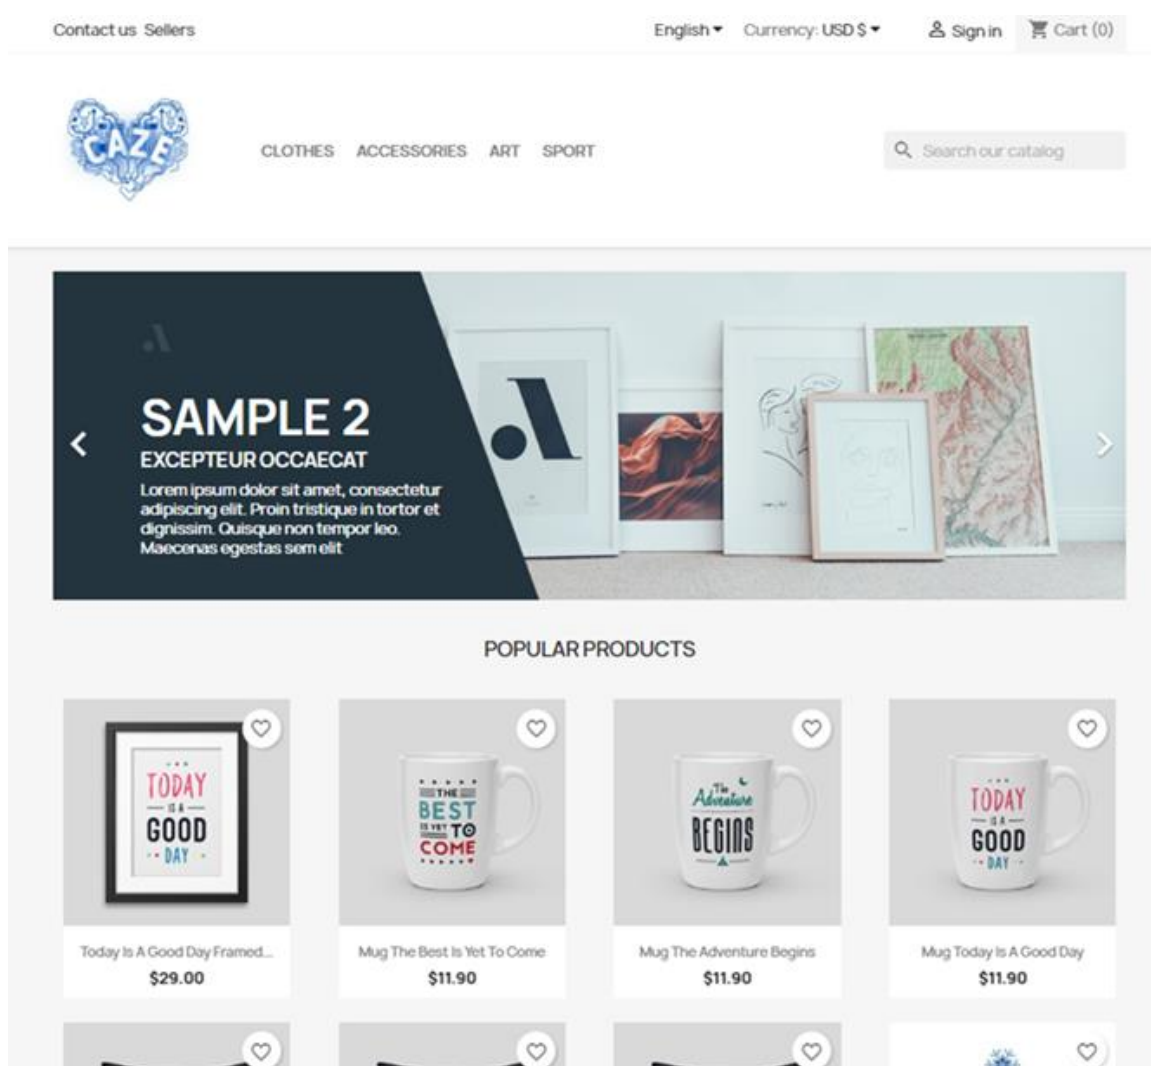 Contact us Sellers English Currency: USD $ Sign in Cart (0)
CAZE
CLOTHES ACCESSORIES ART SPORT
Search our catalog
SAMPLE 2
EXCEPTEUR OCCAECAT
Lorem ipsum dolor sit amet, consectetur
adipiscing elit. Proin tristique in tortor et
dignissim. Quisque non tempor leo.
Maecenas egestas sem elit
POPULAR PRODUCTS
TODAY
IS A
GOOD
DAY
THE
BEST
IS YET TO
COME
The
Adventure
BEGINS
TODAY
IS A
GOOD
DAY
Today Is A Good Day Framed... Mug The Best Is Yet To Come Mug The Adventure Begins Mug Today Is A Good Day
$29.00 $11.90 $11.90 $11.90